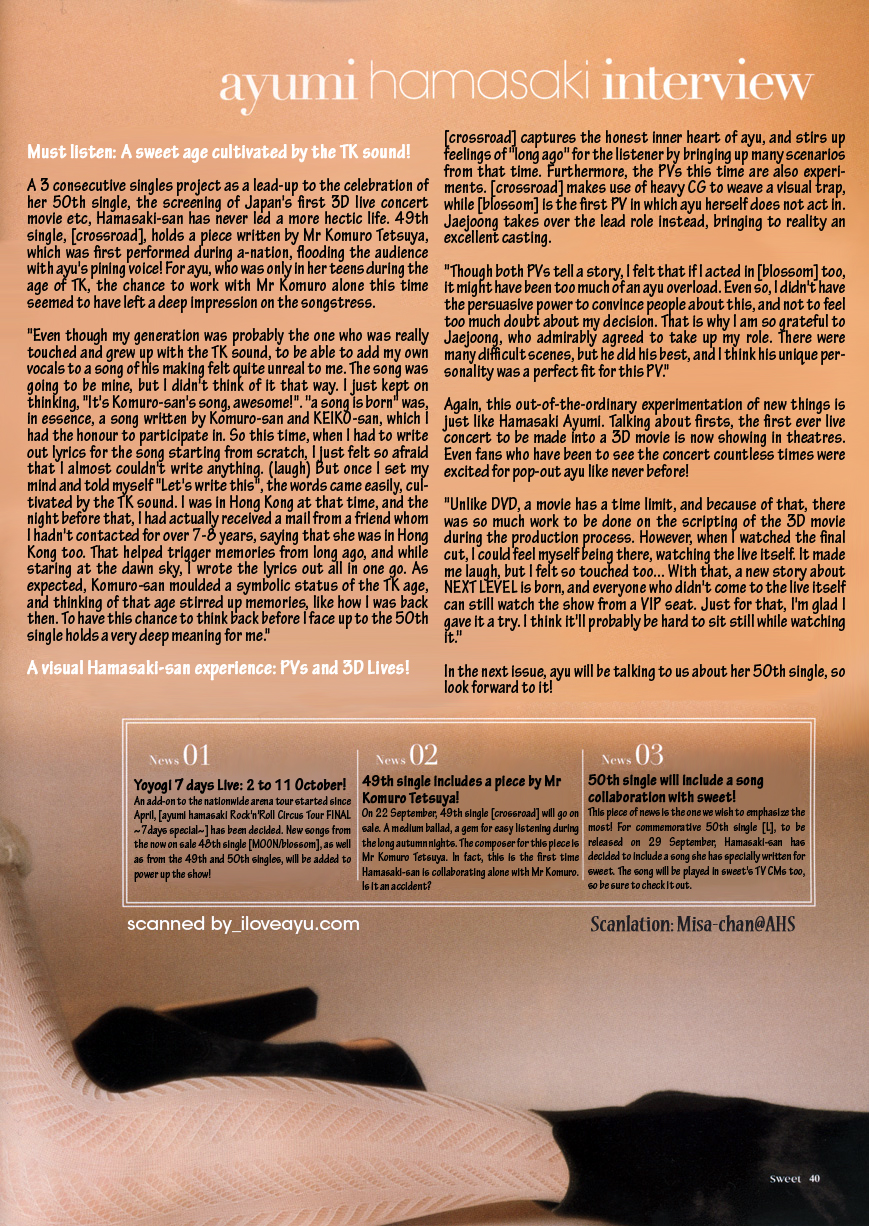 ayumi hamasaki interview
Must listen: A sweet age cultivated by the TK sound!
A 3 consecutive singles project as a lead-up to the celebration of
her 50th single, the screening of Japan's first 3D live concert
movie etc, Hamasaki-san has never led a more hectic life. 49th
single, [crossroad], holds a piece written by Mr Komuro Tetsuya,
which was first performed during a-nation, flooding the audience
with ayu's pining voice! For ayu, who was only in her teens during the
age of TK, the chance to work with Mr Komuro alone this time
seemed to have left a deep impression on the songstress.
"Even though my generation was probably the one who was really
touched and grew up with the TK sound, to be able to add my own
vocals to a song of his making felt quite unreal to me. The song was
going to be mine, but I didn't think of it that way. I just kept on
thinking, "It's Komuro-san's song, awesome!". "a song is born" was,
in essence, a song written by Komuro-san and KEIKO-san, which I
had the honour to participate in. So this time, when I had to write
out lyrics for the song starting from scratch, I just felt so afraid
that I almost couldn't write anything. (laugh) But once I set my
mind and told myself "Let's write this", the words came easily, cul-
tivated by the TK sound. I was in Hong Kong at that time, and the
night before that, I had actually received a mail from a friend whom
I hadn't contacted for over 7-8 years, saying that she was in Hong
Kong too. That helped trigger memories from long ago, and while
staring at the dawn sky, I wrote the lyrics out all in one go. As
expected, Komuro-san moulded a symbolic status of the TK age,
and thinking of that age stirred up memories, like how I was back
then. To have this chance to think back before I face up to the 50th
single holds a very deep meaning for me."
A visual Hamasaki-san experience: PVs and 3D Lives!
[crossroad] captures the honest inner heart of ayu, and stirs up
feelings of "long ago" for the listener by bringing up many scenarios
from that time. Furthermore, the PVs this time are also experi-
ments. [crossroad] makes use of heavy CG to weave a visual trap,
while [blossom] is the first PV in which ayu herself does not act in.
Jaejoong takes over the lead role instead, bringing to reality an
excellent casting.
"Though both PVs tell a story, I felt that if I acted in [blossom] too,
it might have been too much of an ayu overload. Even so, I didn't have
the persuasive power to convince people about this, and not to feel
too much doubt about my decision. That is why I am so grateful to
Jaejoong, who admirably agreed to take up my role. There were
many difficult scenes, but he did his best, and I think his unique per-
sonality was a perfect fit for this PV."
Again, this out-of-the-ordinary experimentation of new things is
just like Hamasaki Ayumi. Talking about firsts, the first ever live
concert to be made into a 3D movie is now showing in theatres.
Even fans who have been to see the concert countless times were
excited for pop-out ayu like never before!
"Unlike DVD, a movie has a time limit, and because of that, there
was so much work to be done on the scripting of the 3D movie
during the production process. However, when I watched the final
cut, I could feel myself being there, watching the live itself. It made
me laugh, but I felt so touched too... With that, a new story about
NEXT LEVEL is born, and everyone who didn't come to the live itself
can still watch the show from a VIP seat. Just for that, I'm glad I
gave it a try. I think it'll probably be hard to sit still while watching
it."
In the next issue, ayu will be talking to us about her 50th single, so
look forward to it!
News 01
Yoyogi 7 days Live: 2 to 11 October!
An add-on to the nationwide arena tour started since
April, [ayumi hamasaki Rock'n'Roll Circus Tour FINAL
~7days special~] has been decided. New songs from
the now on sale 48th single [MOON/blossom], as well
as from the 49th and 50th singles, will be added to
power up the show!
News 02
49th single includes a piece by Mr
Komuro Tetsuya!
On 22 September, 49th single [crossroad] will go on
sale. A medium ballad, a gem for easy listening during
the long autumn nights. The composer for this piece is
Mr Komuro Tetsuya. In fact, this is the first time
Hamasaki-san is collaborating alone with Mr Komuro.
Is it an accident?
News 03
50th single will include a song
collaboration with sweet!
This piece of news is the one we wish to emphasize the
most! For commemorative 50th single [L], to be
released on 29 September, Hamasaki-san has
decided to include a song she has specially written for
sweet. The song will be played in sweet's TV CMs too,
so be sure to check it out.
scanned by_iloveayu.com
Scanlation: Misa-chan@AHS
Sweet 40